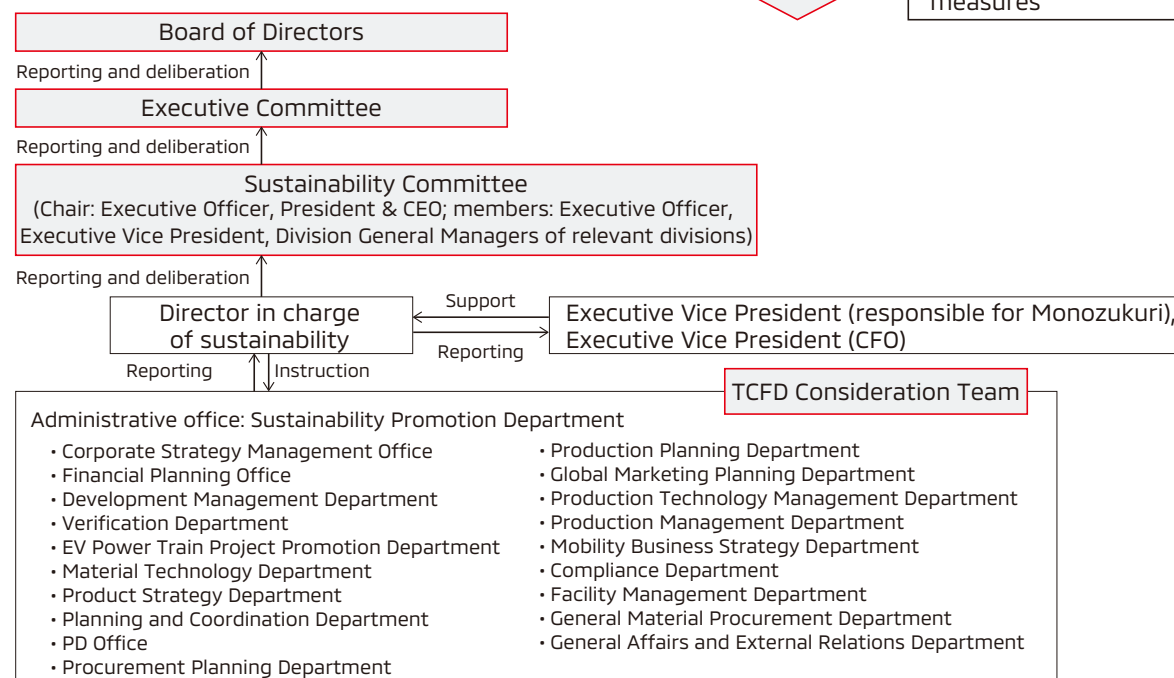 measures
Board of Directors
Reporting and deliberation
Executive Committee
Reporting and deliberation
Sustainability Committee
(Chair: Executive Officer, President & CEO; members: Executive Officer,
Executive Vice President, Division General Managers of relevant divisions)
Reporting and deliberation
Director in charge
of sustainability
Support
Reporting
Executive Vice President (responsible for Monozukuri),
Executive Vice President (CFO)
Reporting
Instruction
TCFD Consideration Team
Administrative office: Sustainability Promotion Department
・Corporate Strategy Management Office
・Financial Planning Office
・Development Management Department
・Verification Department
・EV Power Train Project Promotion Department
・Material Technology Department
・Product Strategy Department
・Planning and Coordination Department
・PD Office
・Procurement Planning Department
・Production Planning Department
・Global Marketing Planning Department
・Production Technology Management Department
・Production Management Department
・Mobility Business Strategy Department
・Compliance Department
・Facility Management Department
・General Material Procurement Department
・General Affairs and External Relations Department